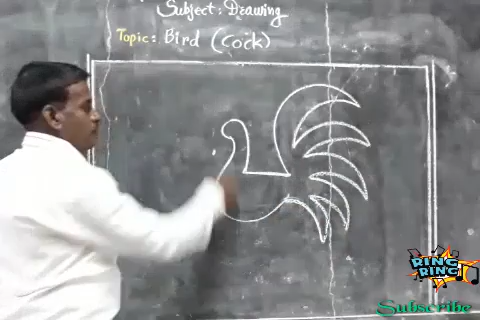 Subject: Drawing
Topic: Bird (Cock)
RING
RING
Subscribe